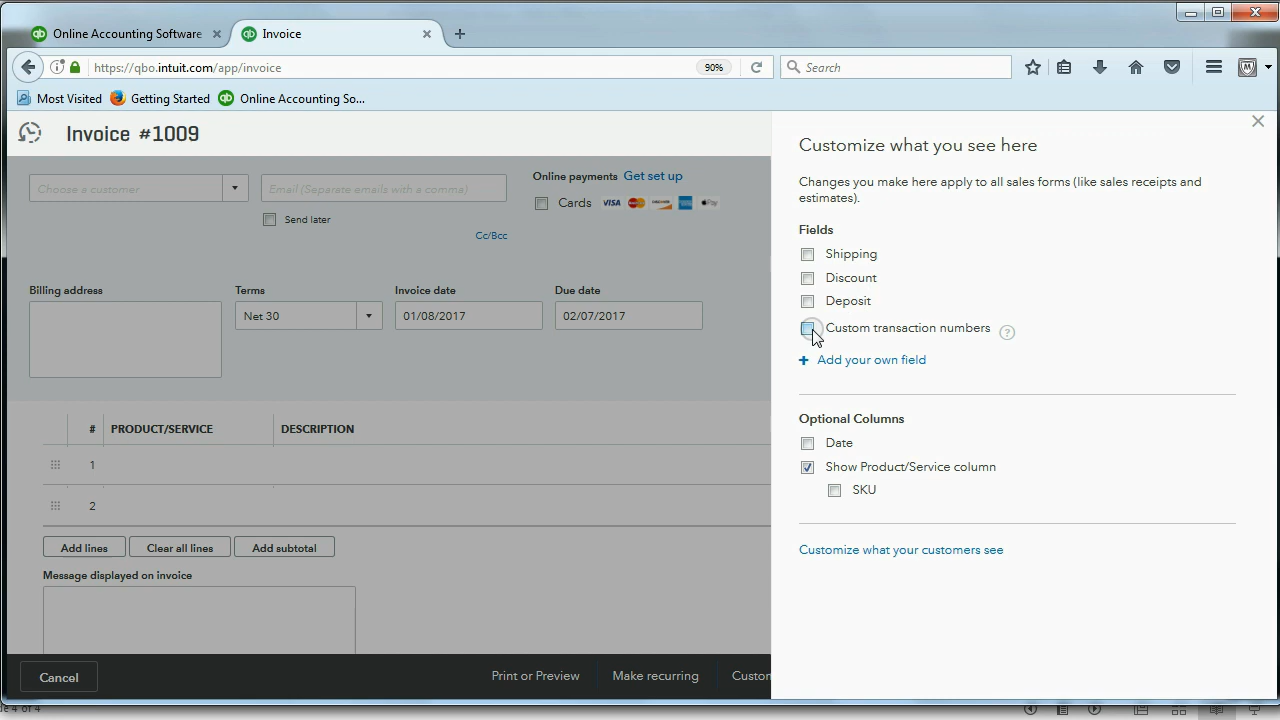 Online Accounting Software
Invoice
https://qbo.intuit.com/app/invoice
90%
Search
Most Visited
Getting Started
Online Accounting So...
Invoice #1009
Choose a customer
Email (Separate emails with a comma)
Online payments Get set up
Cards VISA
Send later
Cc/Bcc
Billing address
Terms
Invoice date
Due date
Net 30
01/08/2017
02/07/2017
# PRODUCT/SERVICE DESCRIPTION
1
2
Add lines
Clear all lines
Add subtotal
Message displayed on invoice
Cancel
Print or Preview
Make recurring
Custom
Customize what you see here
Changes you make here apply to all sales forms (like sales receipts and
estimates).
Fields
Shipping
Discount
Deposit
Custom transaction numbers ?
+ Add your own field
Optional Columns
Date
Show Product/Service column
SKU
Customize what your customers see
de 4 of 4